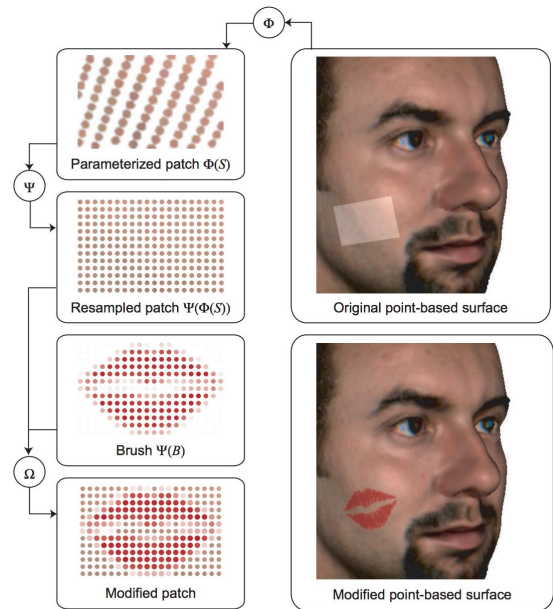 Φ
Parameterized patch Φ(S)
Ψ
Resampled patch Ψ(Φ(S))
Original point-based surface
Brush Ψ(B)
Ω
Modified patch
Modified point-based surface